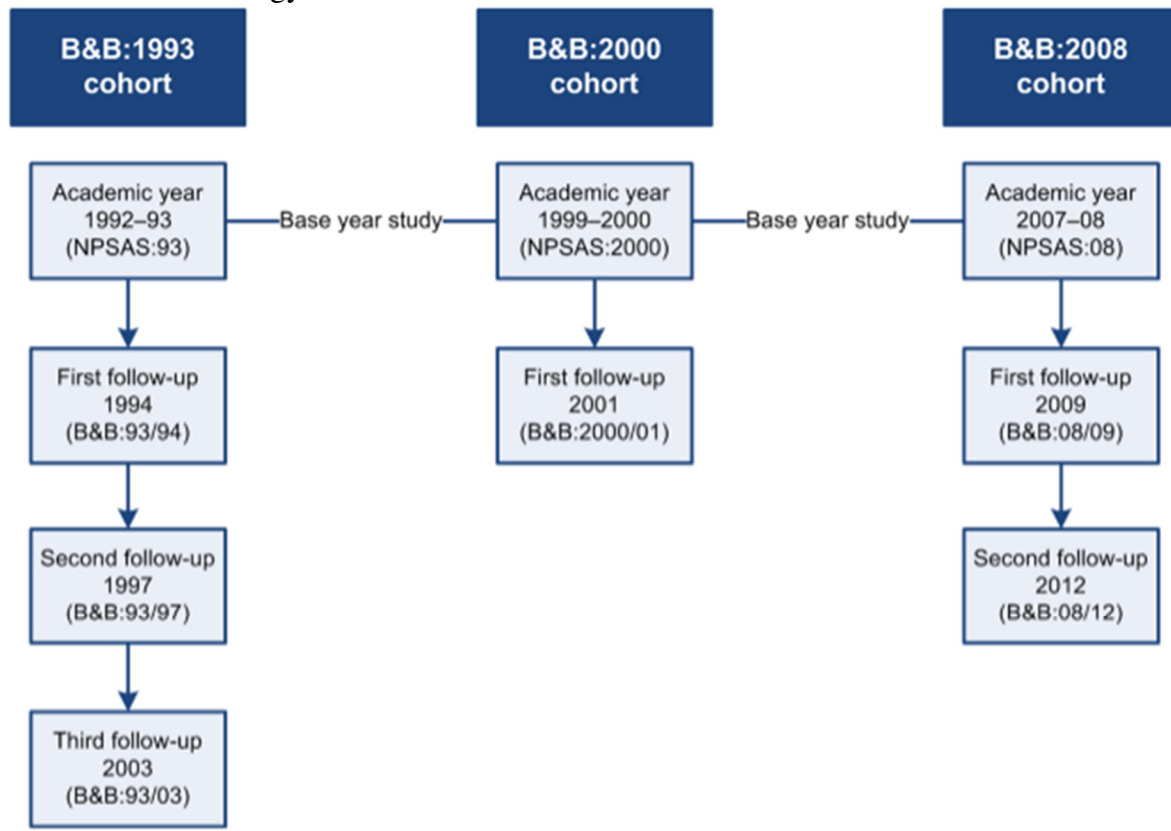 B&B:1993
cohort
B&B:2000
cohort
B&B:2008
cohort
Academic year
1992–93
(NPSAS:93)
Base year study
Academic year
1999–2000
(NPSAS:2000)
Base year study
Academic year
2007–08
(NPSAS:08)
First follow-up
1994
(B&B:93/94)
First follow-up
2001
(B&B:2000/01)
First follow-up
2009
(B&B:08/09)
Second follow-up
1997
(B&B:93/97)
Second follow-up
2012
(B&B:08/12)
Third follow-up
2003
(B&B:93/03)